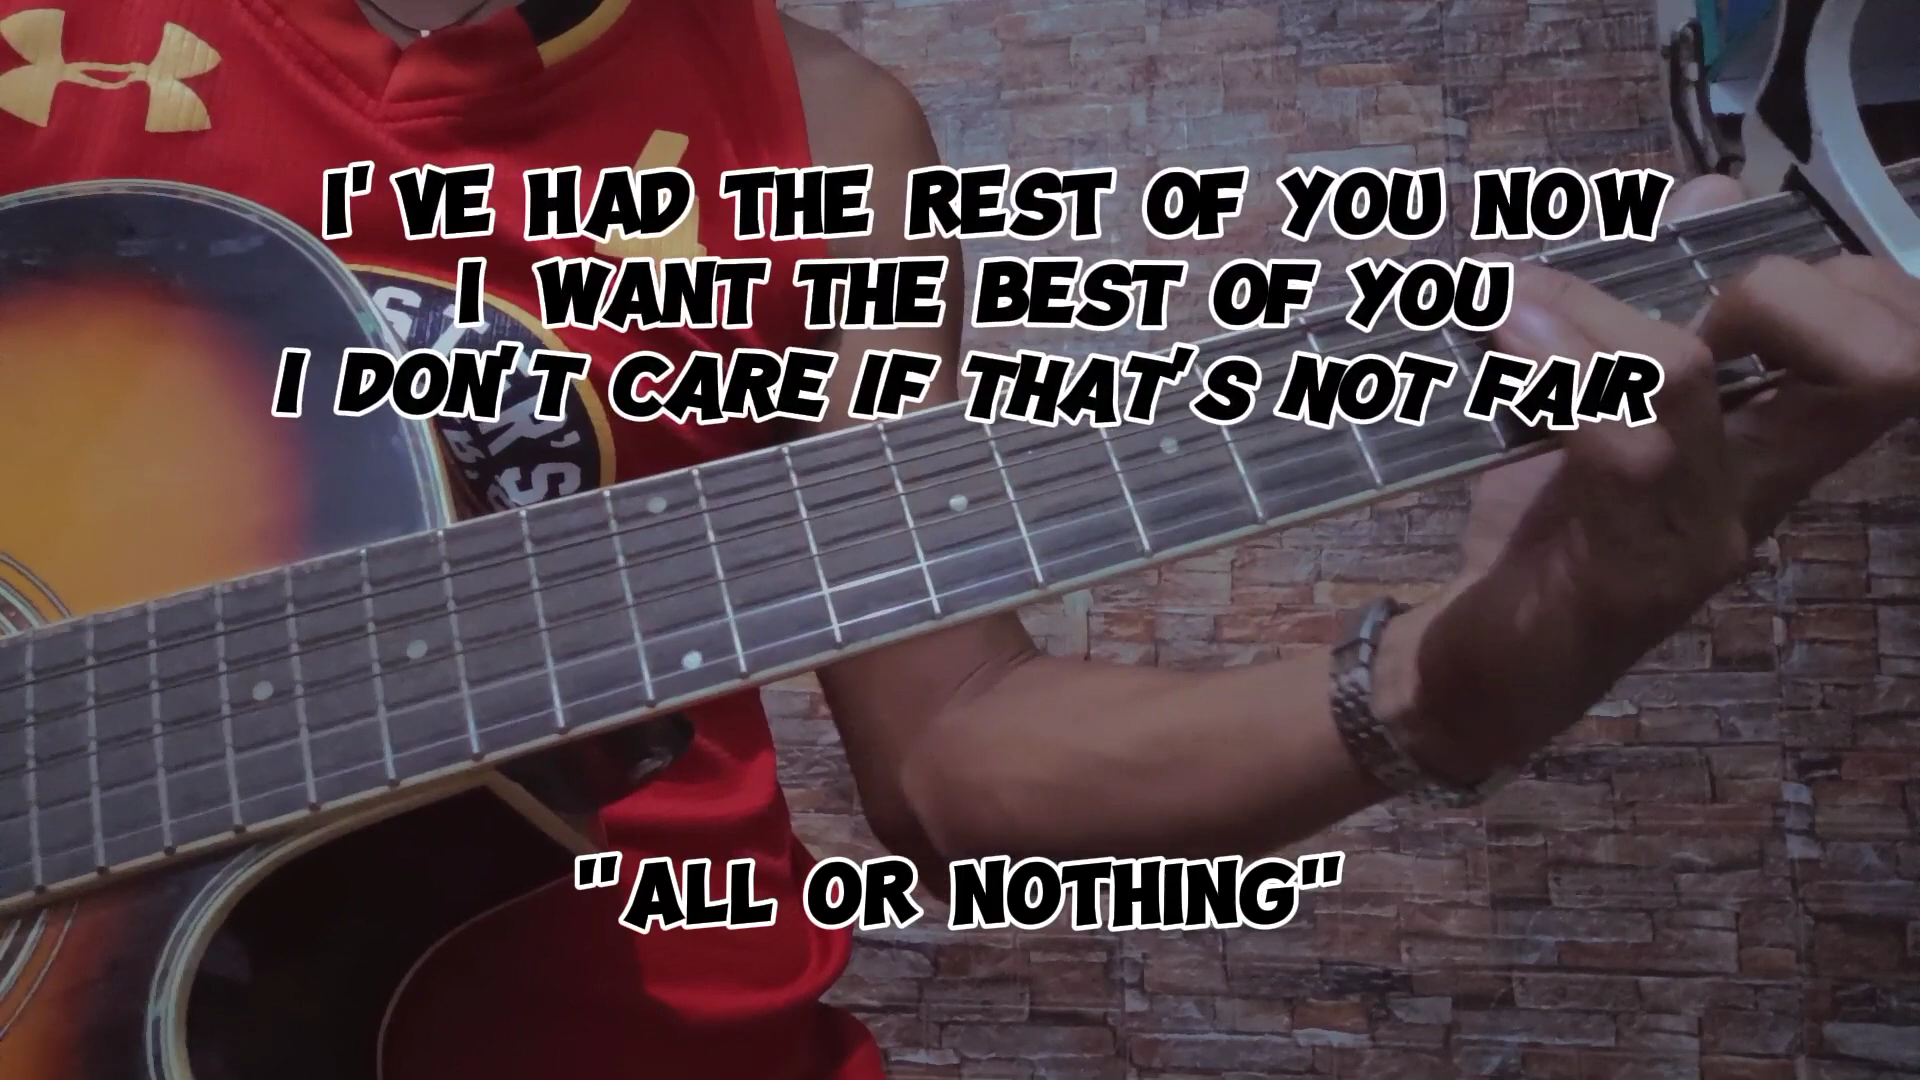 I'VE HAD THE REST OF YOU NOW
I WANT THE BEST OF YOU
I DON'T CARE IF THAT'S NOT FAIR
"ALL OR NOTHING"